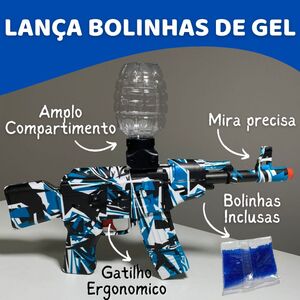 LANÇA BOLINHAS DE GEL
Amplo
Compartimento
Mira precisa
Bolinhas
Inclusas
Gatilho
Ergonomico